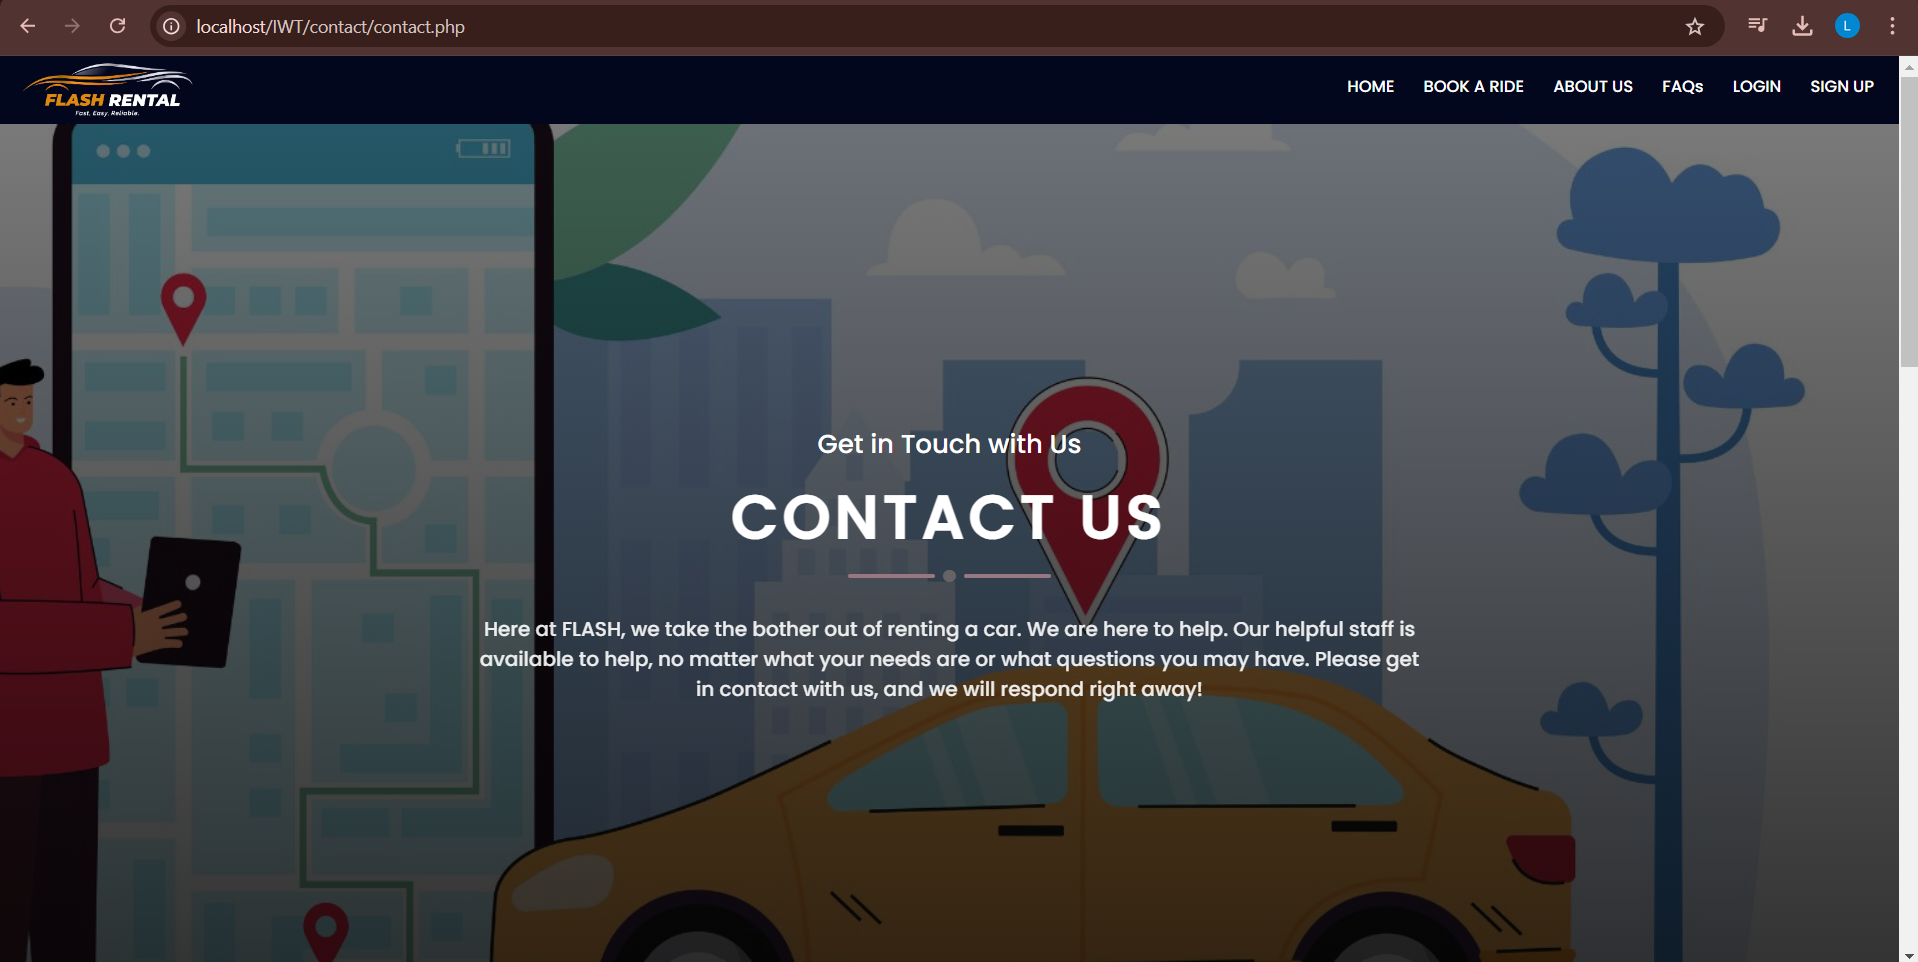 localhost/IWT/contact/contact.php
L
FLASH RENTAL
Fast. Easy. Reliable.
HOME BOOK A RIDE ABOUT US FAQs LOGIN SIGN UP
Get in Touch with Us
CONTACT US
Here at FLASH, we take the bother out of renting a car. We are here to help. Our helpful staff is
available to help, no matter what your needs are or what questions you may have. Please get
in contact with us, and we will respond right away!